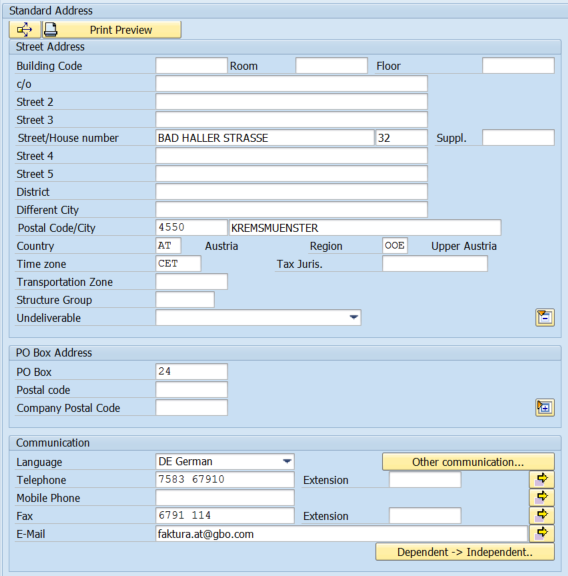 Standard Address
Print Preview
Street Address
Building Code Room Floor
c/o
Street 2
Street 3
Street/House number BAD HALLER STRASSE 32 Suppl.
Street 4
Street 5
District
Different City
Postal Code/City 4550 KREMSMUENSTER
Country AT Austria Region OOE Upper Austria
Time zone CET Tax Juris.
Transportation Zone
Structure Group
Undeliverable
PO Box Address
PO Box 24
Postal code
Company Postal Code
Communication
Language DE German Other communication...
Telephone 7583 67910 Extension
Mobile Phone
Fax 6791 114 Extension
E-Mail faktura.at@gbo.com
Dependent -> Independent..